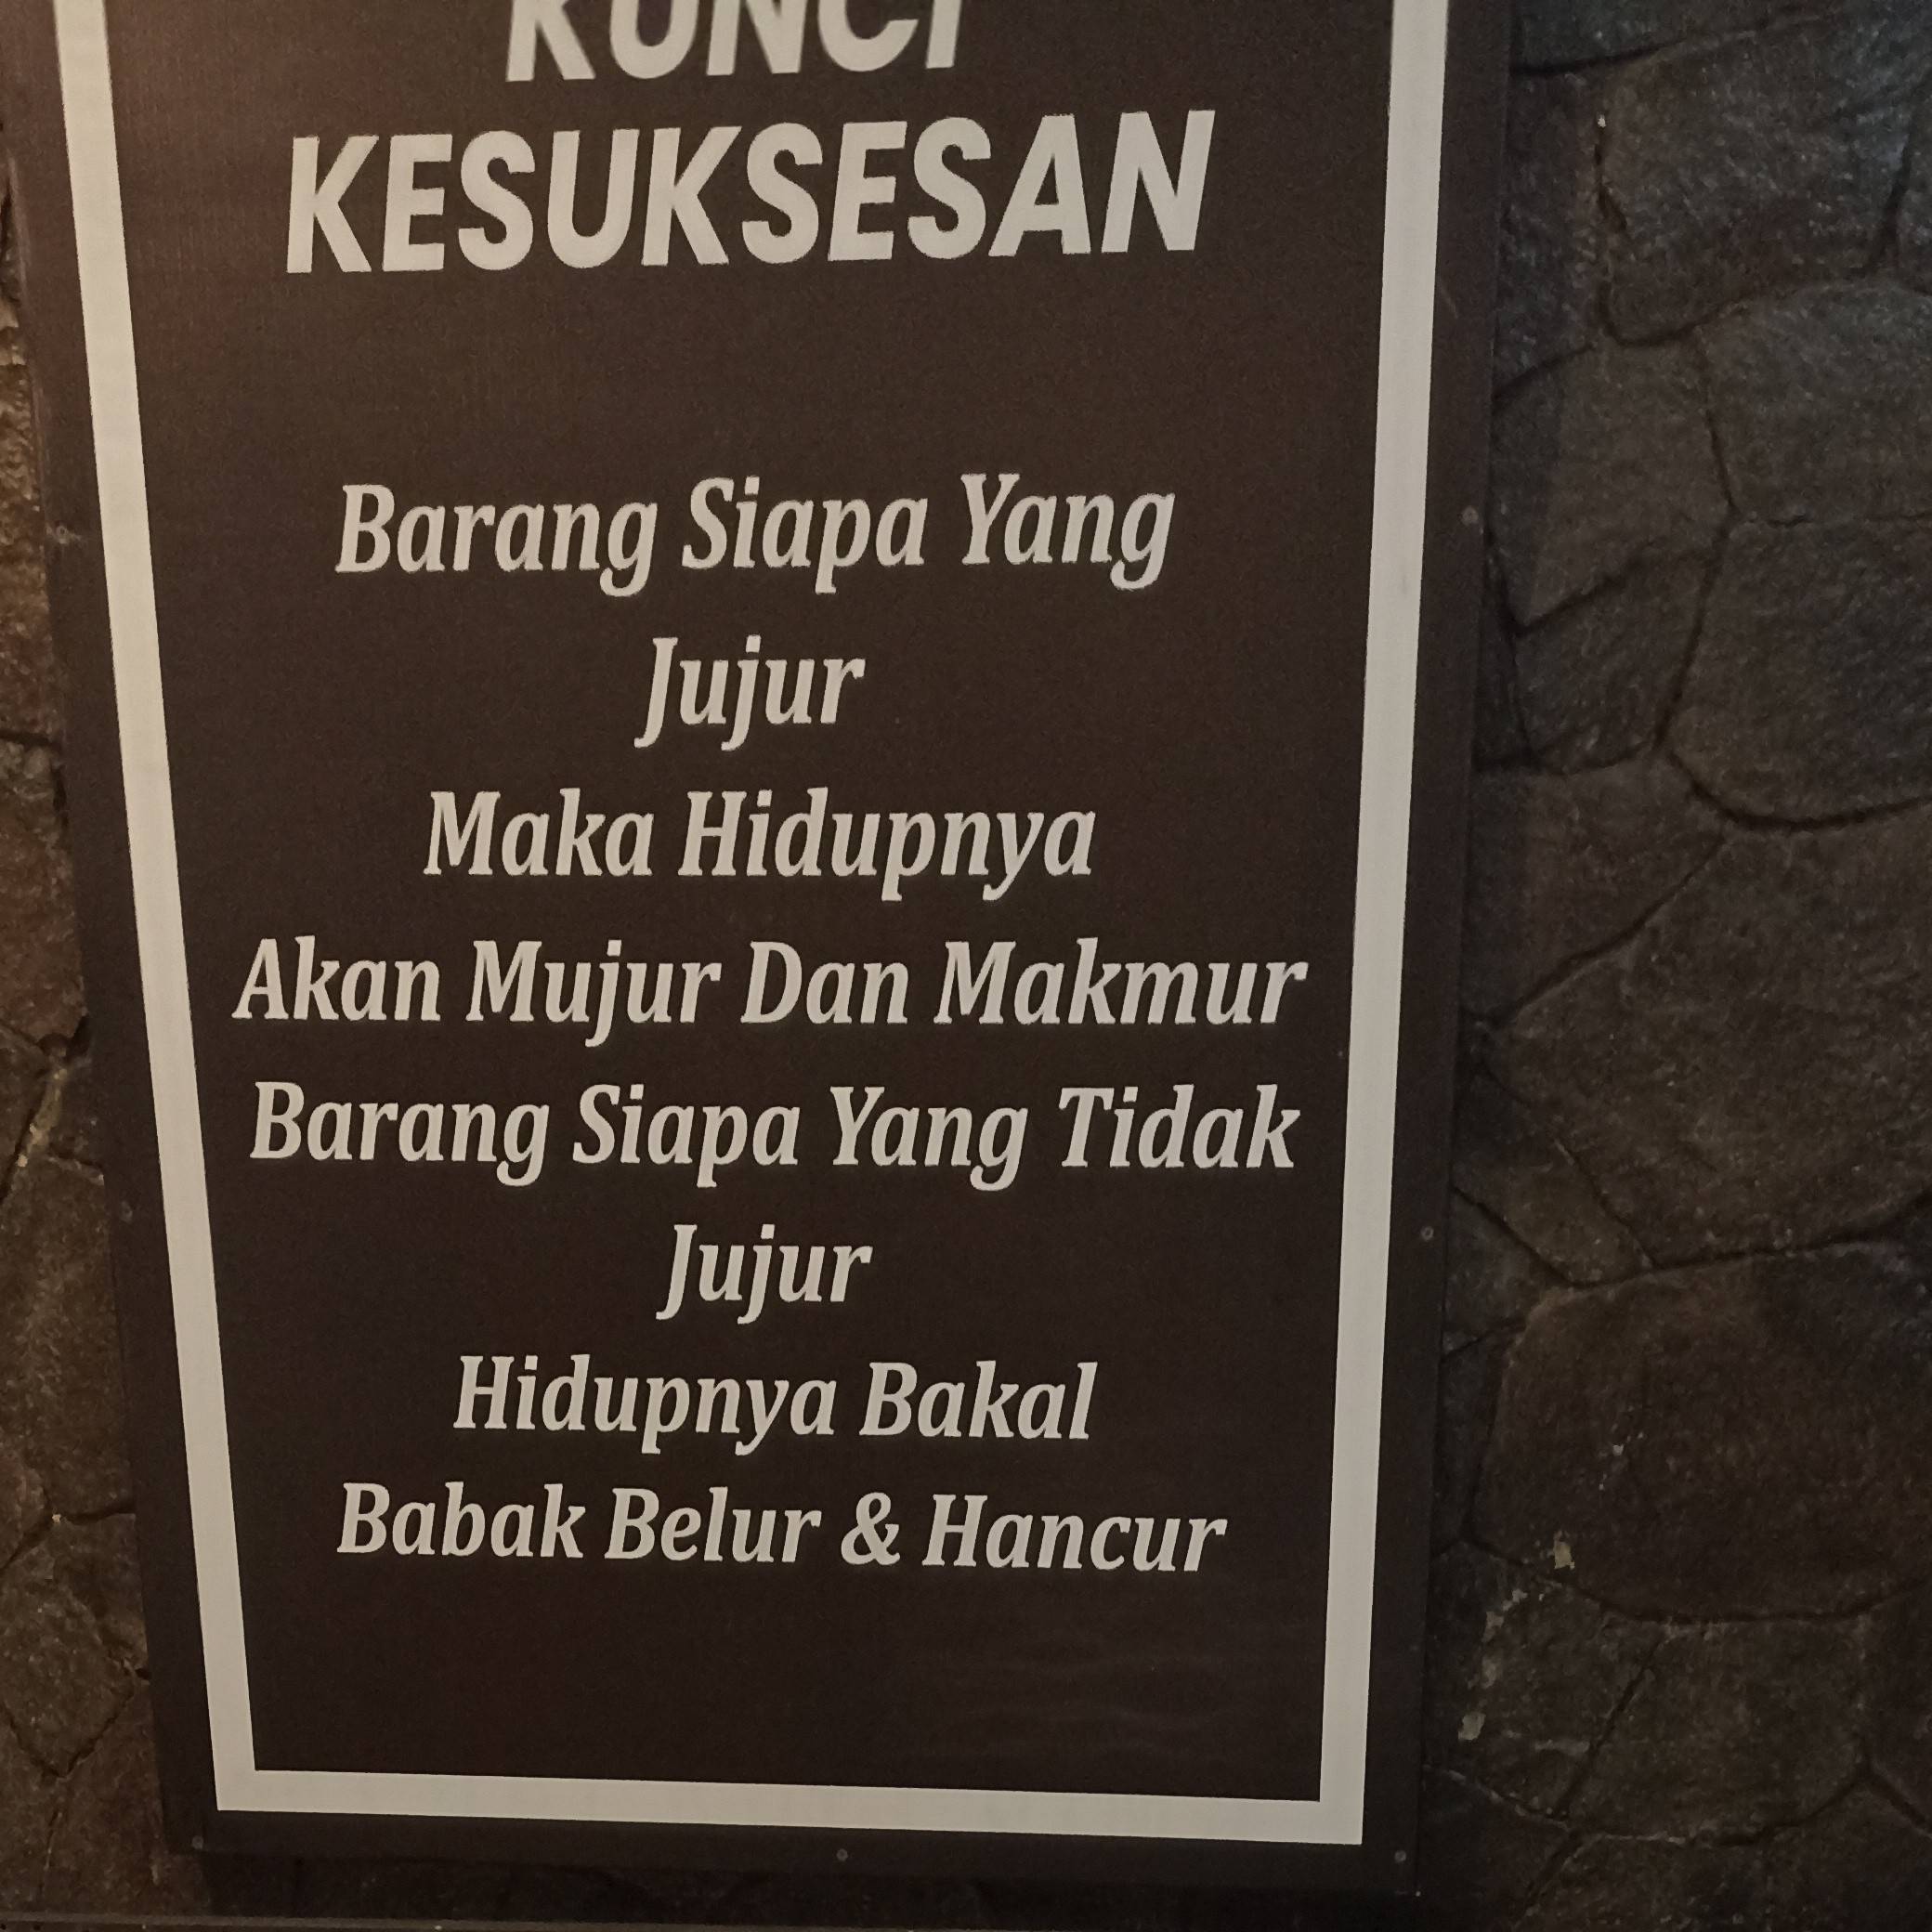 KUNCI
KESUKSESAN
Barang Siapa Yang
Jujur
Maka Hidupnya
Akan Mujur Dan Makmur
Barang Siapa Yang Tidak
Jujur
Hidupnya Bakal
Babak Belur & Hancur